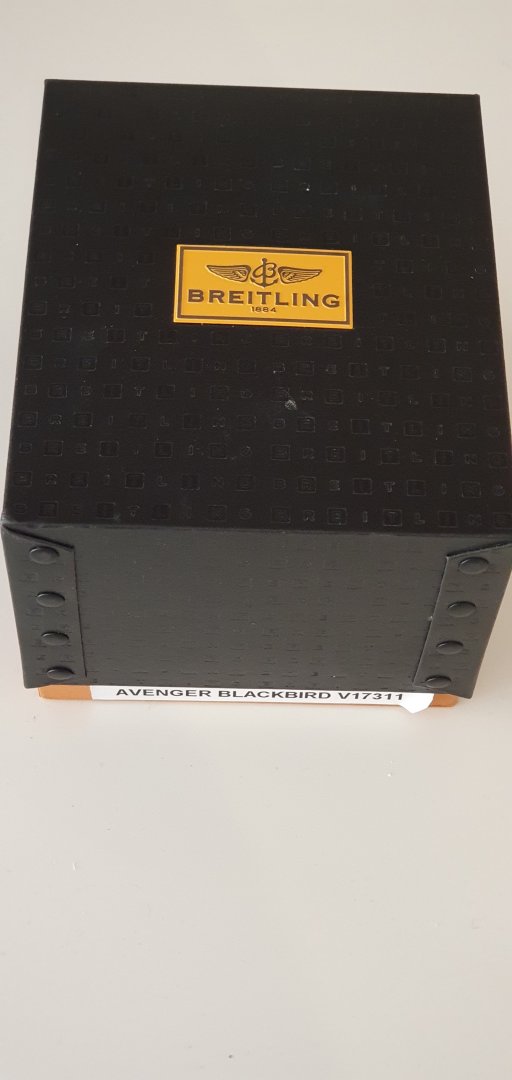 BREITLING
1884
AVENGER BLACKBIRD V17311